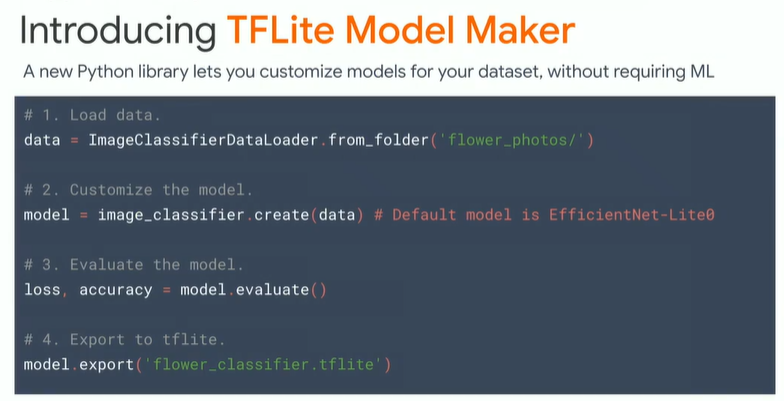 Introducing TFLite Model Maker
A new Python library lets you customize models for your dataset, without requiring ML
# 1. Load data.
data = ImageClassifierDataLoader.from_folder('flower_photos/')
# 2. Customize the model.
model = image_classifier.create(data) # Default model is EfficientNet-Lite0
# 3. Evaluate the model.
loss, accuracy = model.evaluate()
# 4. Export to tflite.
model.export('flower_classifier.tflite')